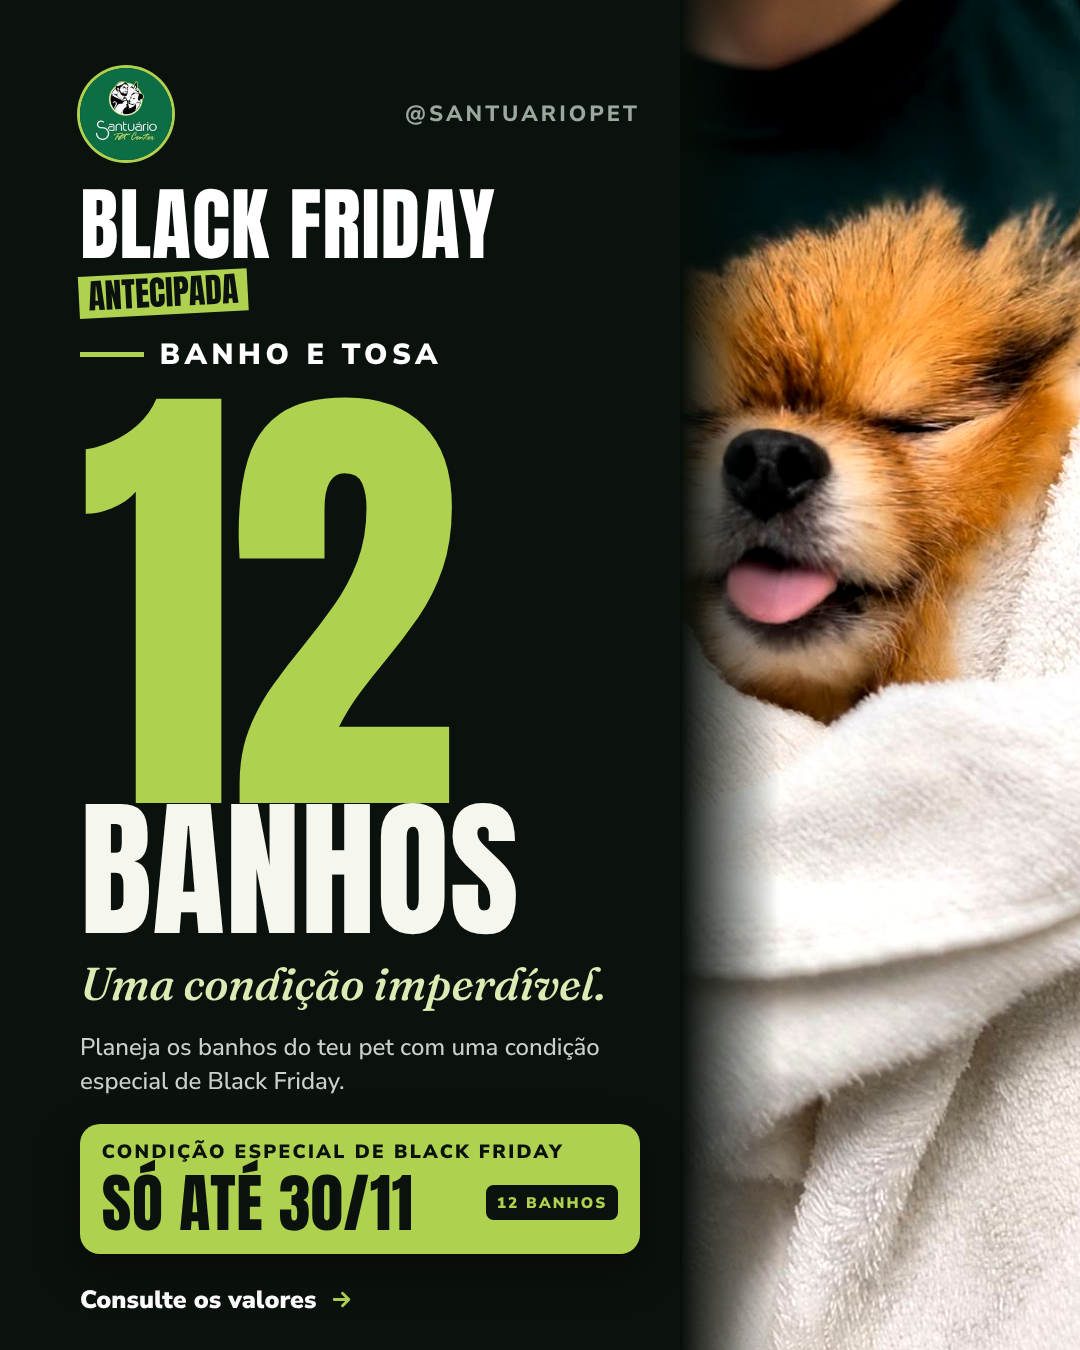 Santuário
Pet Center
@SANTUARIOPET
BLACK FRIDAY
ANTECIPADA
BANHO E TOSA
12
BANHOS
Uma condição imperdível.
Planeja os banhos do teu pet com uma condição
especial de Black Friday.
CONDIÇÃO ESPECIAL DE BLACK FRIDAY
SÓ ATÉ 30/11
12 BANHOS
Consulte os valores →